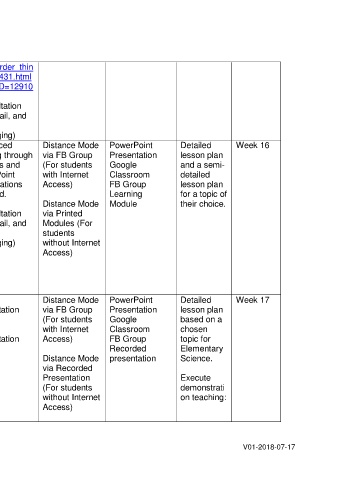 rder_thin
431.html
D=12910
tation
ail, and
ging)
ced
g through
s and
Point
ations
d.
tation
ail, and
ging)
Distance Mode
via FB Group
(For students
with Internet
Access)
Distance Mode
via Printed
Modules (For
students
without Internet
Access)
PowerPoint
Presentation
Google
Classroom
FB Group
Learning
Module
Detailed
lesson plan
and a semi-
detailed
lesson plan
for a topic of
their choice.
Week 16
tation
tation
Distance Mode
via FB Group
(For students
with Internet
Access)
Distance Mode
via Recorded
Presentation
(For students
without Internet
Access)
PowerPoint
Presentation
Google
Classroom
FB Group
Recorded
presentation
Detailed
lesson plan
based on a
chosen
topic for
Elementary
Science.
Execute
demonstrati
on teaching:
Week 17
V01-2018-07-17